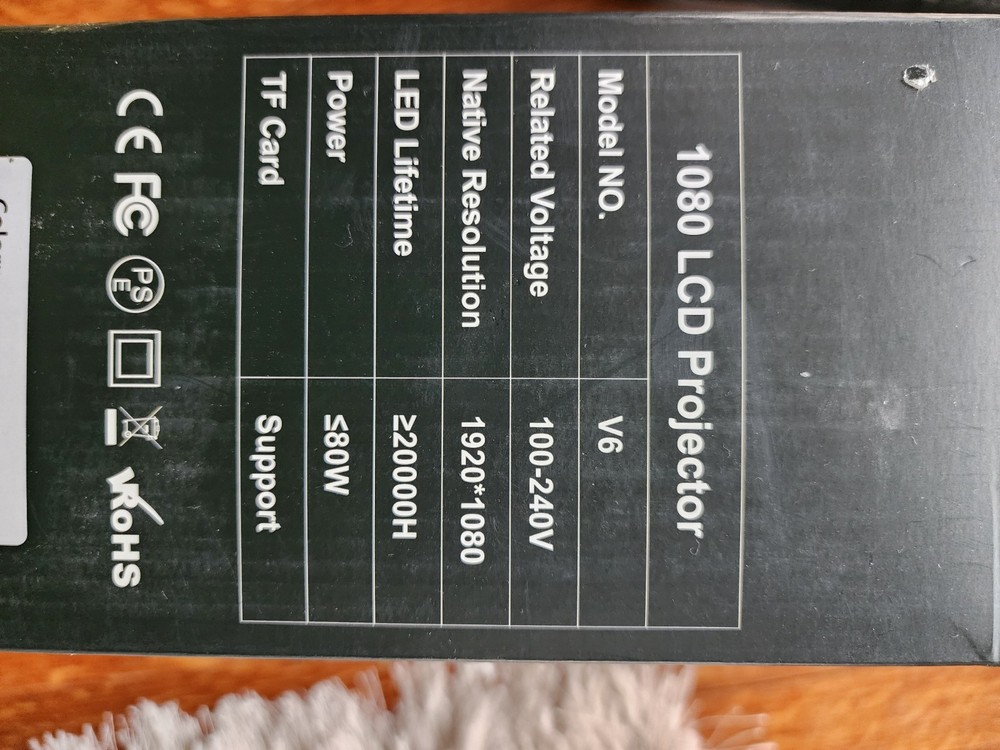 1080 LCD Projector
Model NO. V6
Related Voltage 100-240V
Native Resolution 1920*1080
LED Lifetime ≥20000H
Power ≤80W
TF Card Support
CE FC PSE RoHS